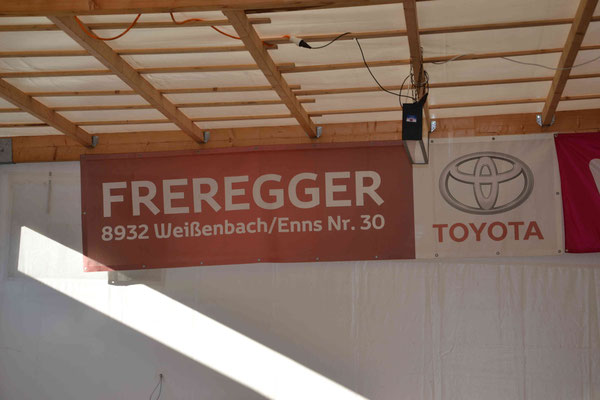 FREREGGER
8932 Weißenbach/Enns Nr. 30
TOYOTA